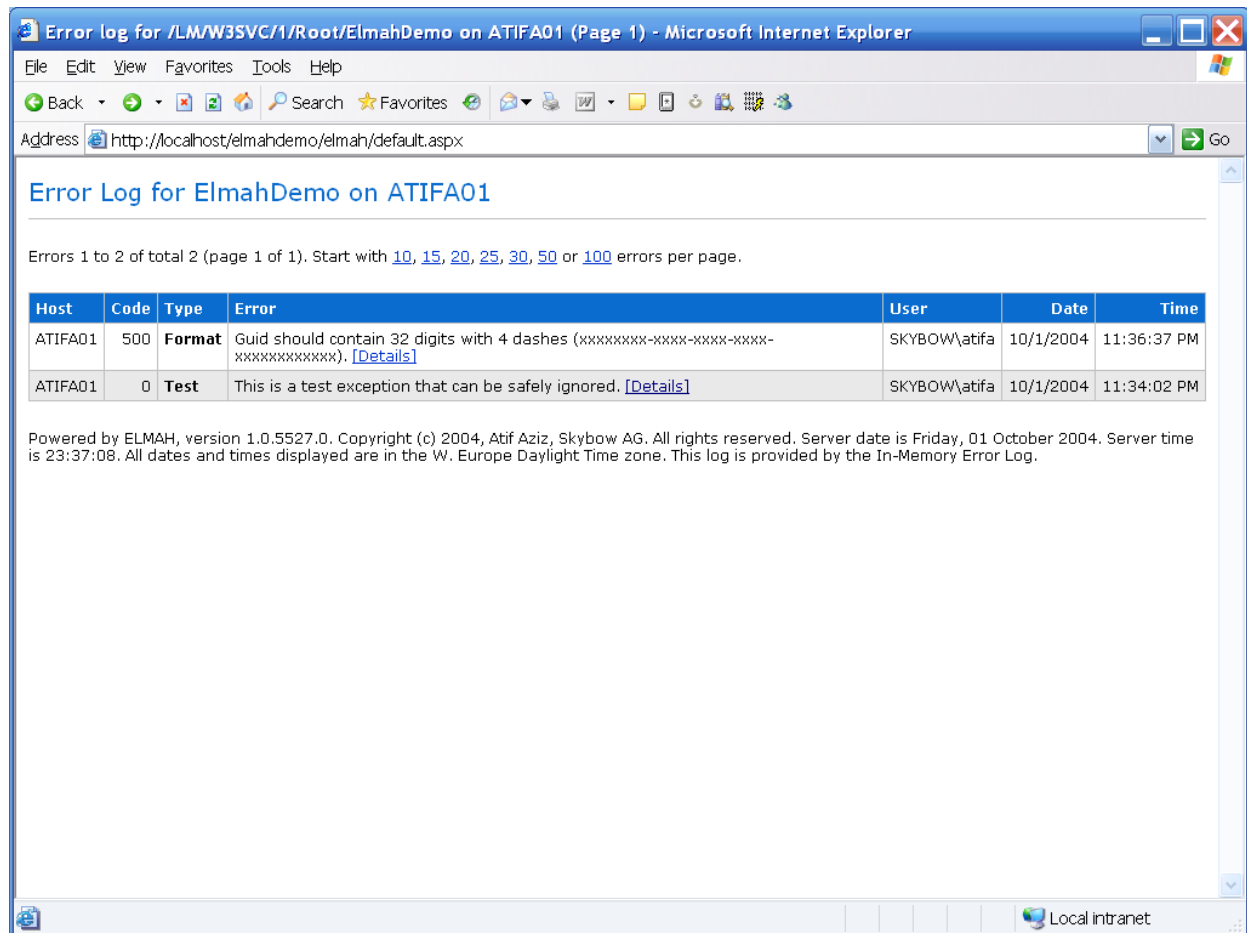 Error log for /LM/W3SVC/1/Root/ElmahDemo on ATIFA01 (Page 1) - Microsoft Internet Explorer
File Edit View Favorites Tools Help
Back Search Favorites
Address http://localhost/elmahdemo/elmah/default.aspx Go
Error Log for ElmahDemo on ATIFA01
Errors 1 to 2 of total 2 (page 1 of 1). Start with 10, 15, 20, 25, 30, 50 or 100 errors per page.
Host Code Type Error User Date Time
ATIFA01 500 Format Guid should contain 32 digits with 4 dashes (xxxxxxxx-xxxx-xxxx-xxxx- SKYBOW\atifa 10/1/2004 11:36:37 PM
xxxxxxxxxxxx). [Details]
ATIFA01 0 Test This is a test exception that can be safely ignored. [Details] SKYBOW\atifa 10/1/2004 11:34:02 PM
Powered by ELMAH, version 1.0.5527.0. Copyright (c) 2004, Atif Aziz, Skybow AG. All rights reserved. Server date is Friday, 01 October 2004. Server time
is 23:37:08. All dates and times displayed are in the W. Europe Daylight Time zone. This log is provided by the In-Memory Error Log.
Local intranet